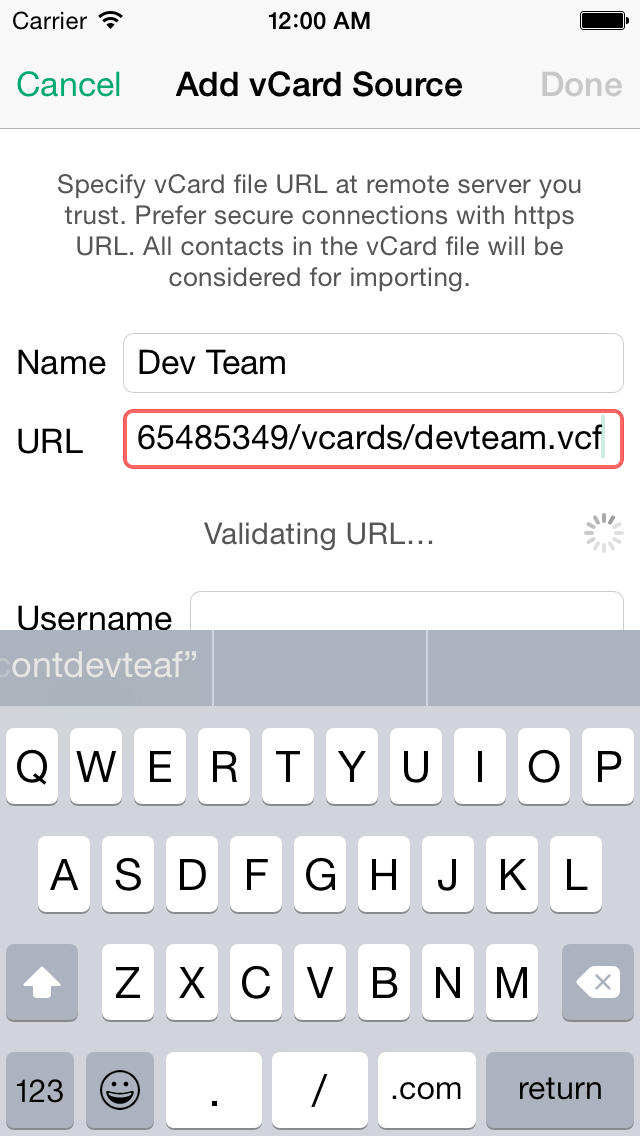 Carrier 12:00 AM
Cancel Add vCard Source Done
Specify vCard file URL at remote server you
trust. Prefer secure connections with https
URL. All contacts in the vCard file will be
considered for importing.
Name Dev Team
URL 65485349/vcards/devteam.vcf
Validating URL...
Username
contdevteaf”
Q W E R T Y U I O P
A S D F G H J K L
Z X C V B N M
123 . / .com return